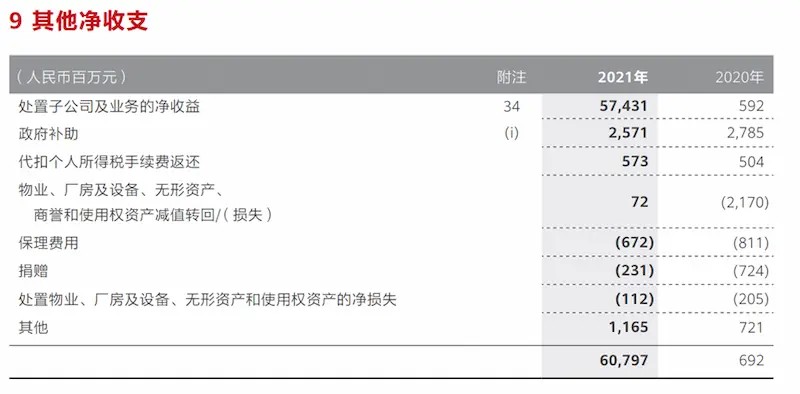 9 其他净收支
（人民币百万元） 附注 2021年 2020年
处置子公司及业务的净收益 34 57,431 592
政府补助 (i) 2,571 2,785
代扣个人所得税手续费返还 573 504
物业、厂房及设备、无形资产、
商誉和使用权资产减值转回/（损失） 72 (2,170)
保理费用 (672) (811)
捐赠 (231) (724)
处置物业、厂房及设备、无形资产和使用权资产的净损失 (112) (205)
其他 1,165 721
60,797 692